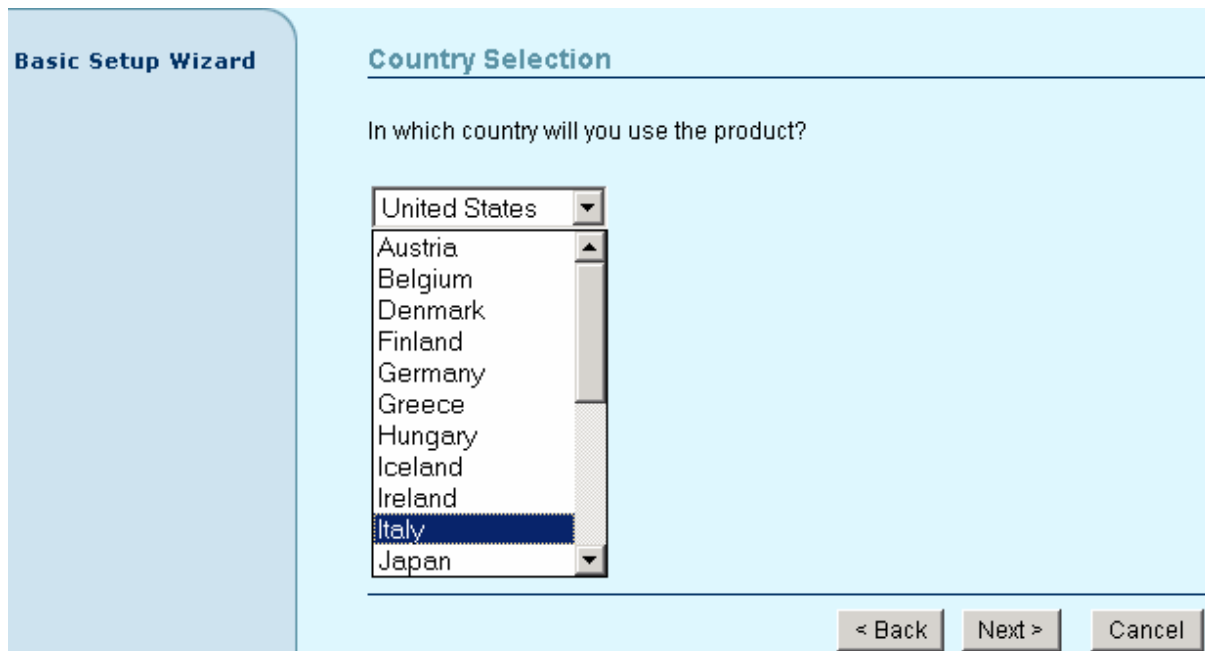 Basic Setup Wizard
Country Selection
In which country will you use the product?
United States
Austria
Belgium
Denmark
Finland
Germany
Greece
Hungary
Iceland
Ireland
Italy
Japan
< Back Next > Cancel